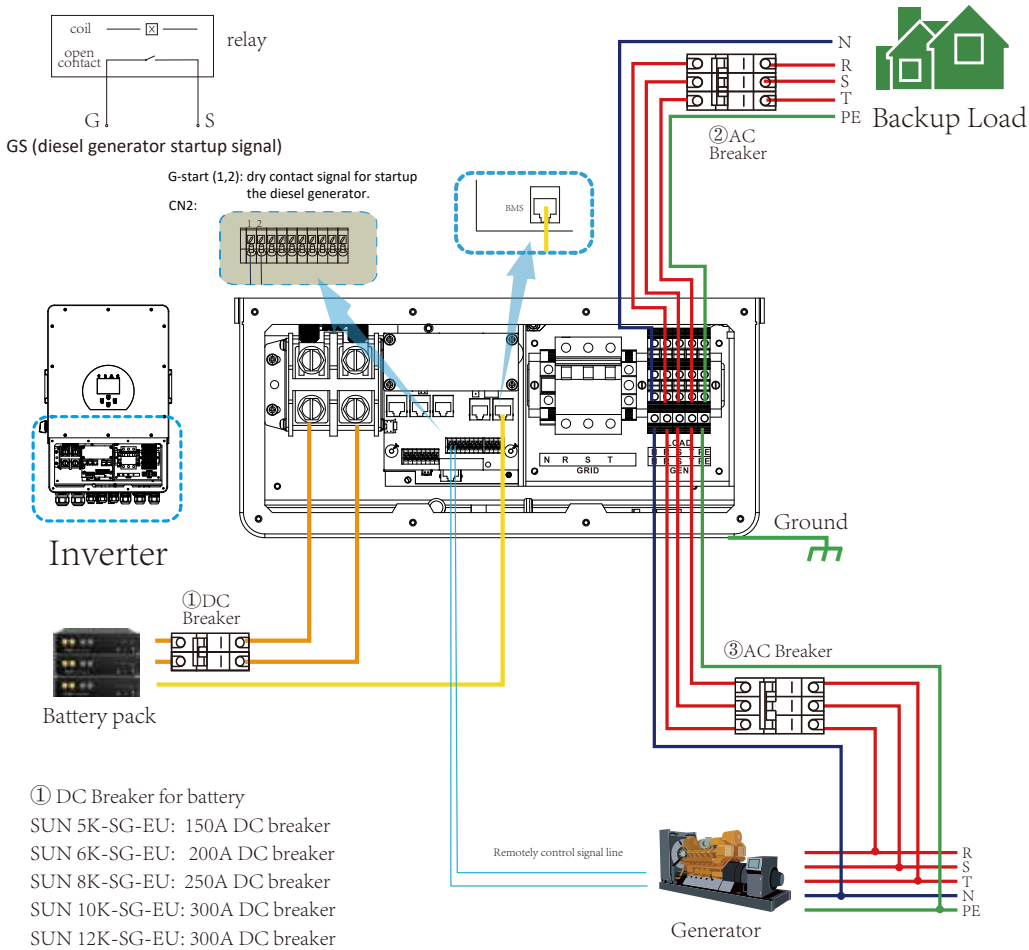 coil
open
contact
relay
G
S
GS (diesel generator startup signal)
G-start (1,2): dry contact signal for startup
the diesel generator.
CN2:
1 2
BMS
N
R
S
T
PE
Backup Load
②AC
Breaker
LOAD
N R S T PE
N R S T PE
GEN
N R S T
GRID
Inverter
Ground
①DC
Breaker
Battery pack
③AC Breaker
① DC Breaker for battery
SUN 5K-SG-EU: 150A DC breaker
SUN 6K-SG-EU: 200A DC breaker
SUN 8K-SG-EU: 250A DC breaker
SUN 10K-SG-EU: 300A DC breaker
SUN 12K-SG-EU: 300A DC breaker
Remotely control signal line
Generator
R
S
T
N
PE